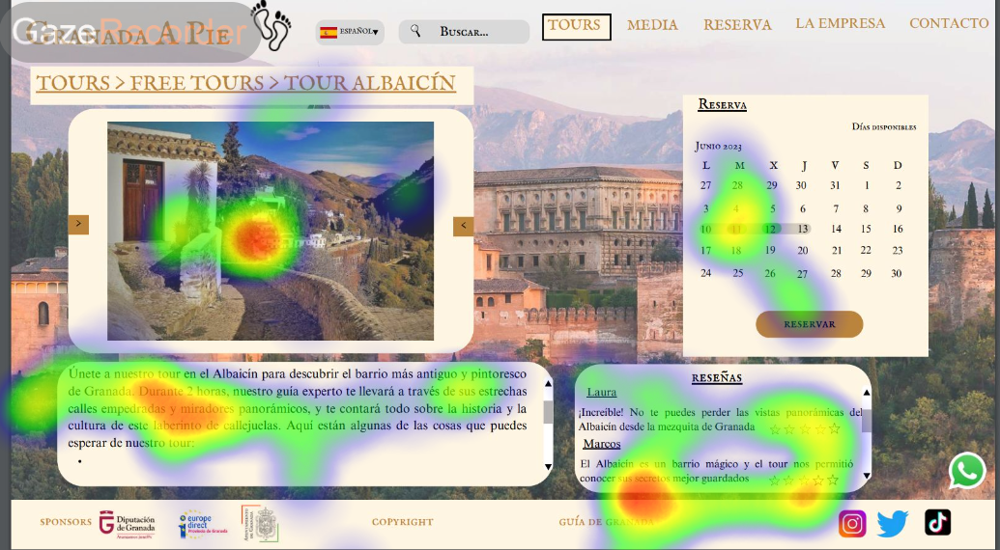 GazeRecorder
GRANADA A PIE
ESPAÑOL
BUSCAR...
TOURS
MEDIA
RESERVA
LA EMPRESA
CONTACTO
TOURS > FREE TOURS > TOUR ALBAICÍN
>
<
RESERVA
DÍAS DISPONIBLES
JUNIO 2023
L M X J V S D
27 28 29 30 31 1 2
3 4 5 6 7 8 9
10 11 12 13 14 15 16
17 18 19 20 21 22 23
24 25 26 27 28 29 30
RESERVAR
Únete a nuestro tour en el Albaicín para descubrir el barrio más antiguo y pintoresco
de Granada. Durante 2 horas, nuestro guía experto te llevará a través de sus estrechas
calles empedradas y miradores panorámicos, y te contará todo sobre la historia y la
cultura de este laberinto de callejuelas. Aquí están algunas de las cosas que puedes
esperar de nuestro tour:
•
RESEÑAS
Laura
¡Increíble! No te puedes perder las vistas panorámicas del
Albaicín desde la mezquita de Granada ☆☆☆☆☆
Marcos
El Albaicín es un barrio mágico y el tour nos permitió
conocer sus secretos mejor guardados ☆☆☆☆☆
SPONSORS
Diputación
de Granada
europe
direct
Provincia de Granada
AYUNTAMIENTO
DE GRANADA
COPYRIGHT
GUÍA DE GRANADA